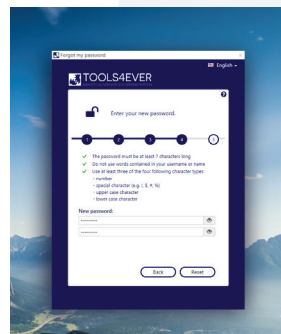 Forgot my password
English
TOOLS4EVER
Enter your new password.
1 2 3 4 5
The password must be at least 7 characters long
Do not use words contained in your username or name
Use at least three of the four following character types:
- number
- special character (e.g. !, $, #, %)
- upper case character
- lower case character
New password:
Back Reset